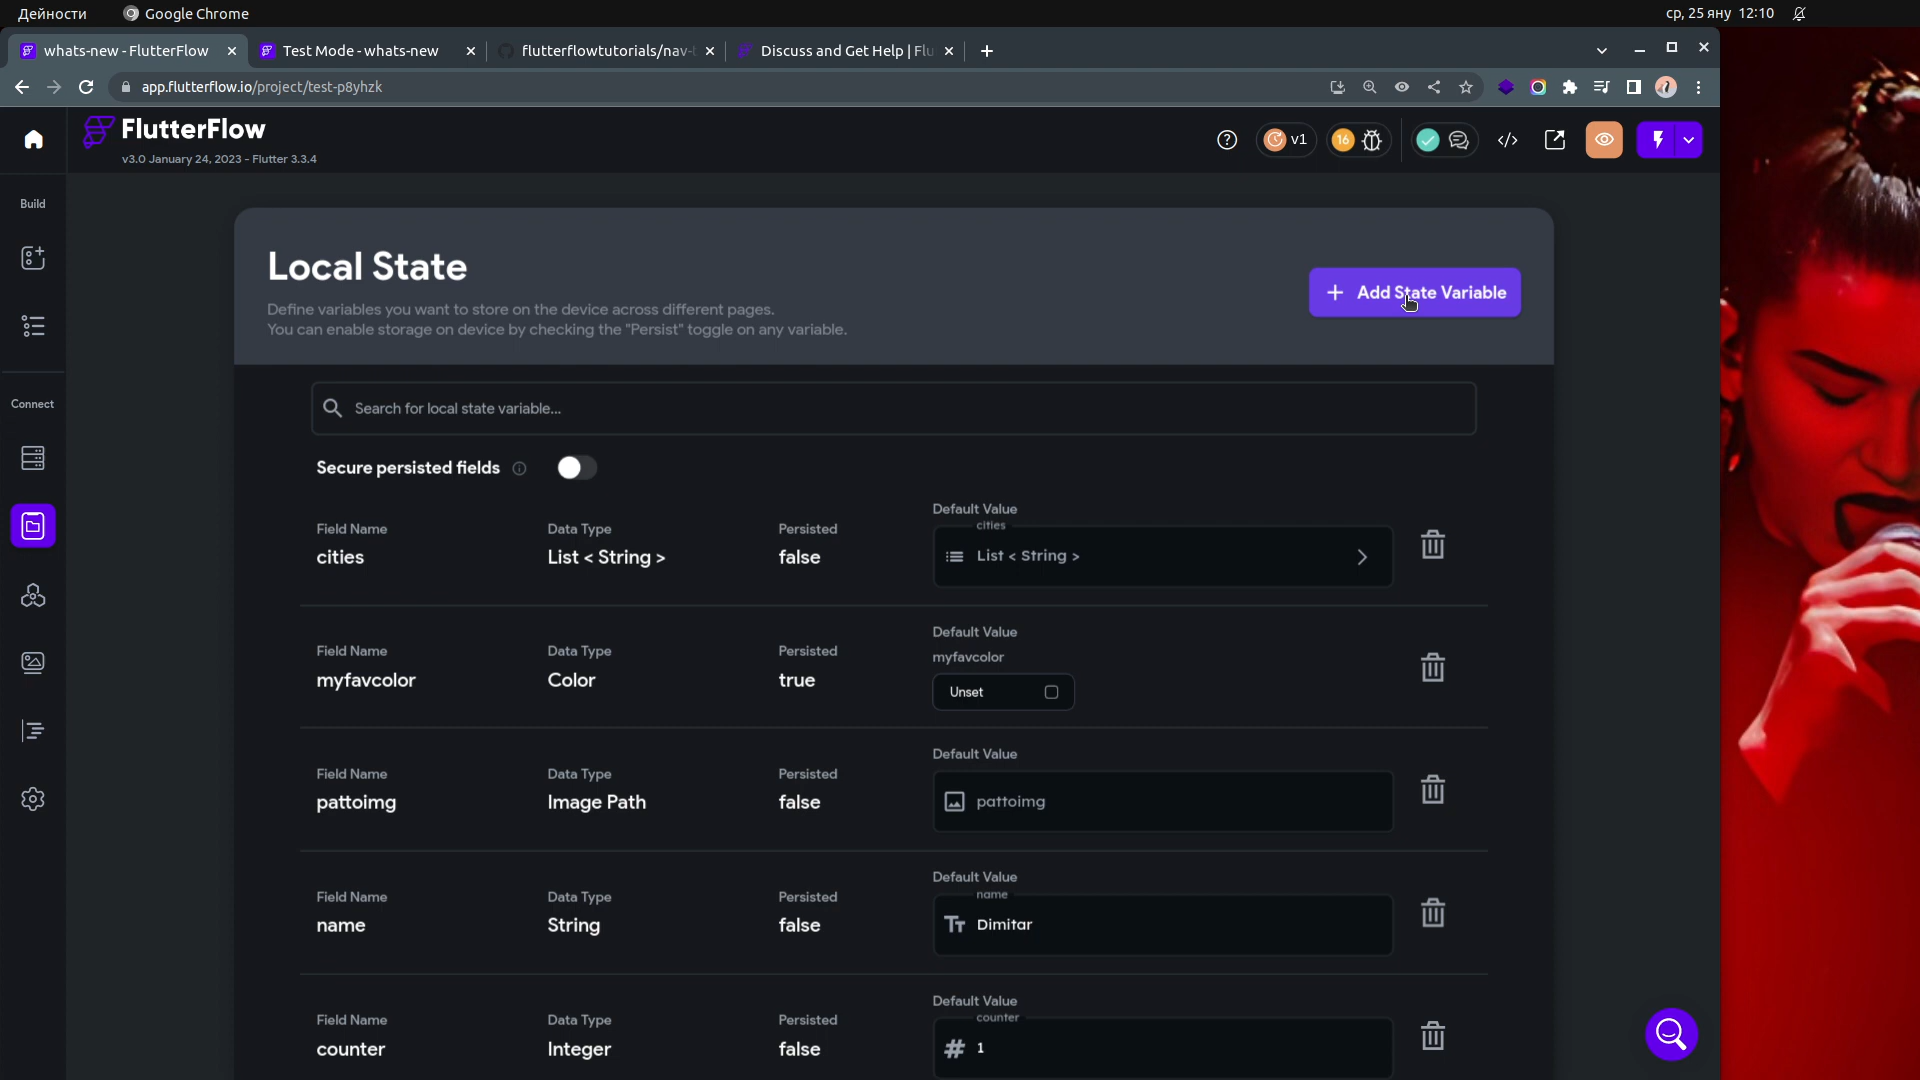 Дейности
Google Chrome
ср, 25 яну 12:10
whats-new - FlutterFlow
Test Mode - whats-new
flutterflowtutorials/nav-
Discuss and Get Help | Flu
app.flutterflow.io/project/test-p8yhzk
FlutterFlow
v3.0 January 24, 2023 - Flutter 3.3.4
v1
16
Build
Connect
Local State
Define variables you want to store on the device across different pages.
You can enable storage on device by checking the "Persist" toggle on any variable.
+ Add State Variable
Search for local state variable...
Secure persisted fields
Field Name
cities
Data Type
List < String >
Persisted
false
Default Value
cities
List < String >
Field Name
myfavcolor
Data Type
Color
Persisted
true
Default Value
myfavcolor
Unset
Field Name
pattoimg
Data Type
Image Path
Persisted
false
Default Value
pattoimg
Field Name
name
Data Type
String
Persisted
false
Default Value
name
Dimitar
Field Name
counter
Data Type
Integer
Persisted
false
Default Value
counter
1